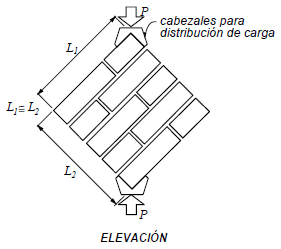 P
cabezales para
distribución de carga
L1
L1≅ L2
L2
P
ELEVACIÓN